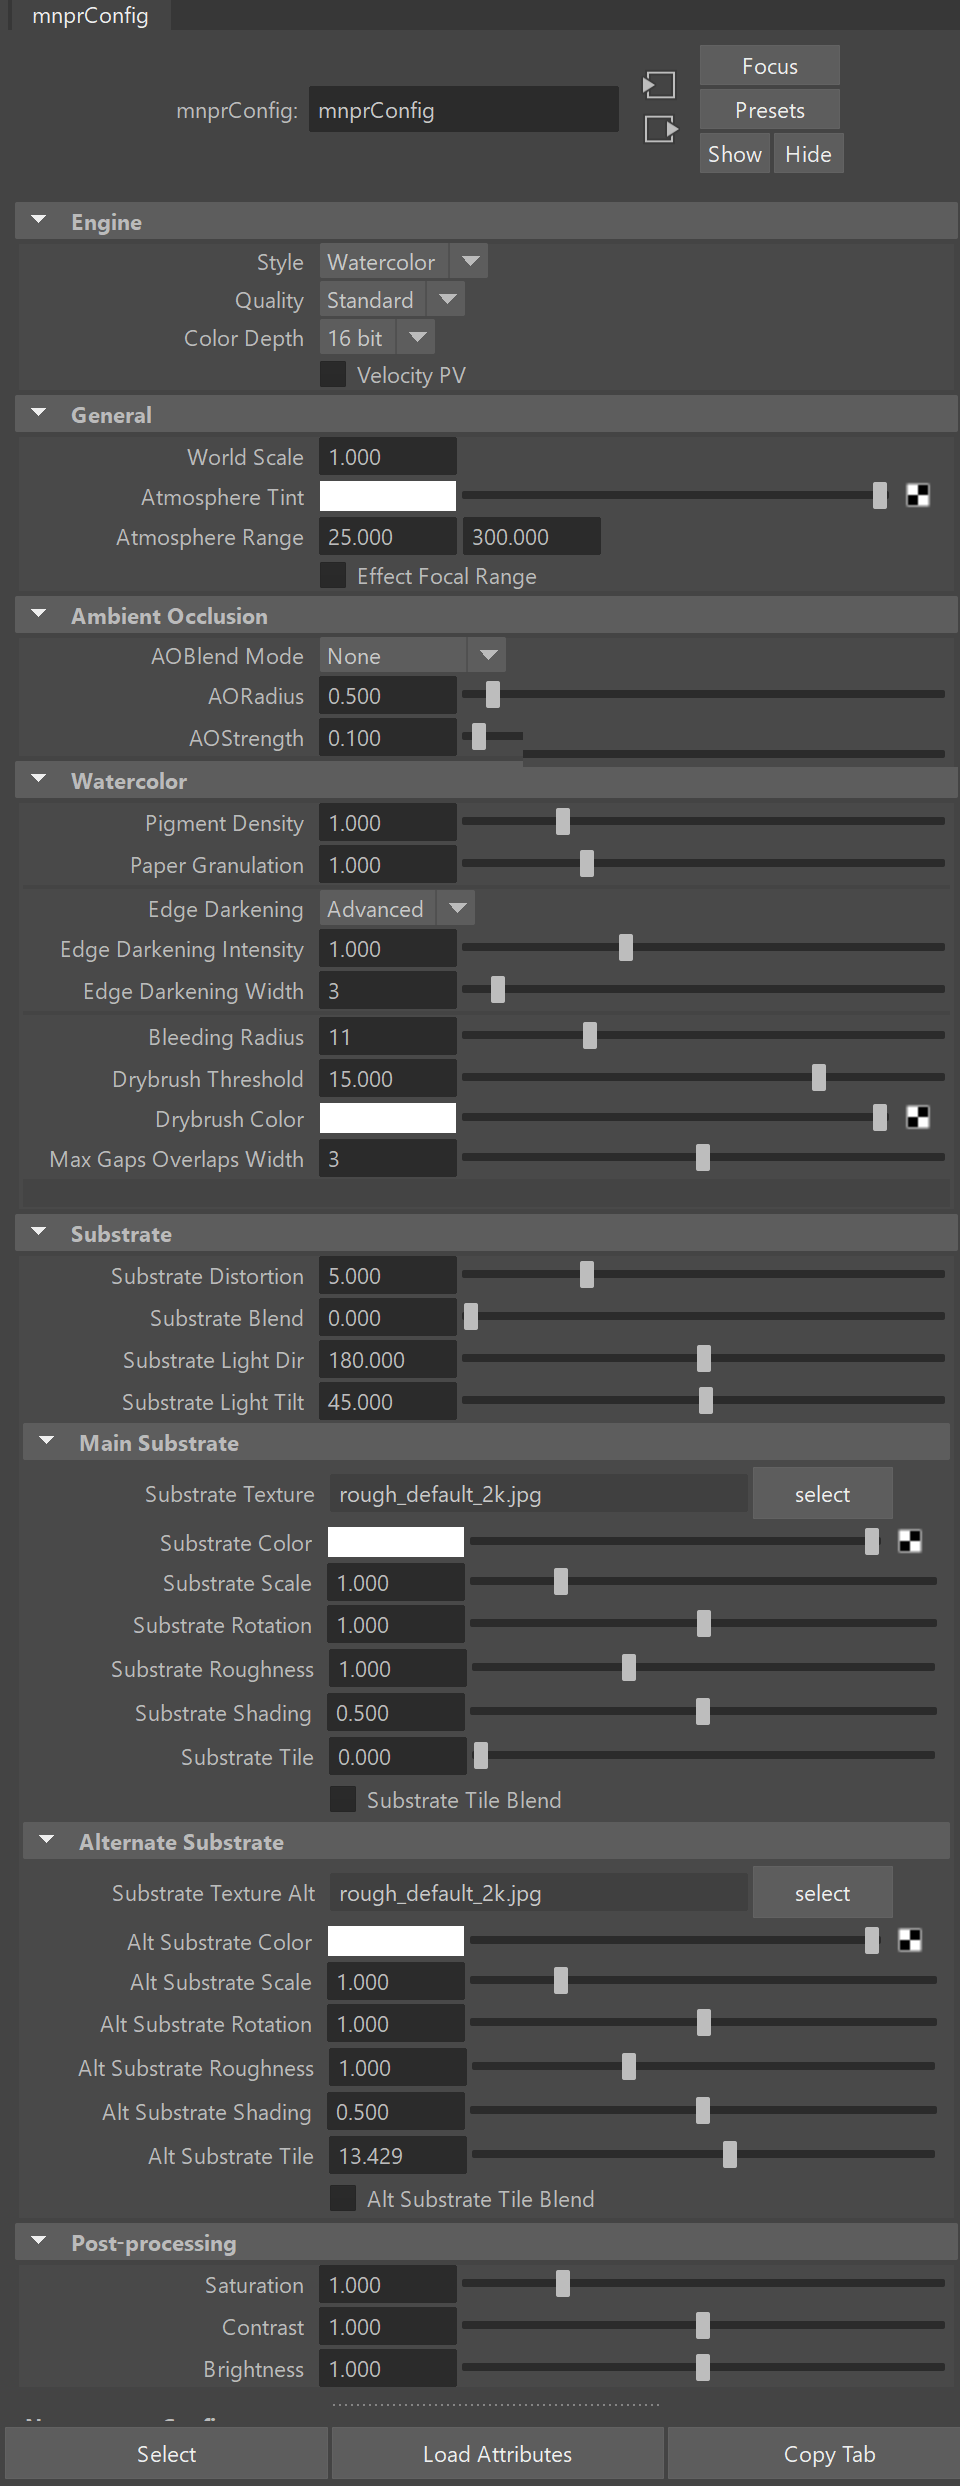 mnprConfig
mnprConfig: mnprConfig
Focus
Presets
Show Hide
Engine
Style Watercolor
Quality Standard
Color Depth 16 bit
Velocity PV
General
World Scale 1.000
Atmosphere Tint
Atmosphere Range 25.000 300.000
Effect Focal Range
Ambient Occlusion
AOBlend Mode None
AORadius 0.500
AOStrength 0.100
Watercolor
Pigment Density 1.000
Paper Granulation 1.000
Edge Darkening Advanced
Edge Darkening Intensity 1.000
Edge Darkening Width 3
Bleeding Radius 11
Drybrush Threshold 15.000
Drybrush Color
Max Gaps Overlaps Width 3
Substrate
Substrate Distortion 5.000
Substrate Blend 0.000
Substrate Light Dir 180.000
Substrate Light Tilt 45.000
Main Substrate
Substrate Texture rough_default_2k.jpg select
Substrate Color
Substrate Scale 1.000
Substrate Rotation 1.000
Substrate Roughness 1.000
Substrate Shading 0.500
Substrate Tile 0.000
Substrate Tile Blend
Alternate Substrate
Substrate Texture Alt rough_default_2k.jpg select
Alt Substrate Color
Alt Substrate Scale 1.000
Alt Substrate Rotation 1.000
Alt Substrate Roughness 1.000
Alt Substrate Shading 0.500
Alt Substrate Tile 13.429
Alt Substrate Tile Blend
Post-processing
Saturation 1.000
Contrast 1.000
Brightness 1.000
Select Load Attributes Copy Tab